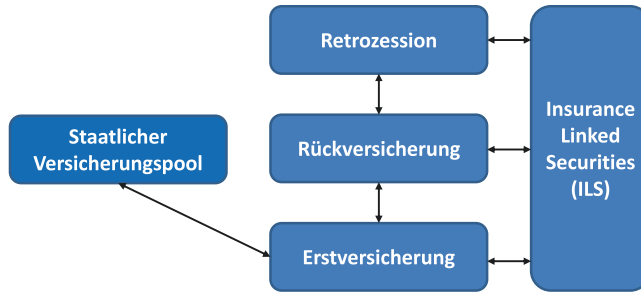 Retrozession
Staatlicher
Versicherungspool
Rückversicherung
Erstversicherung
Insurance
Linked
Securities
(ILS)